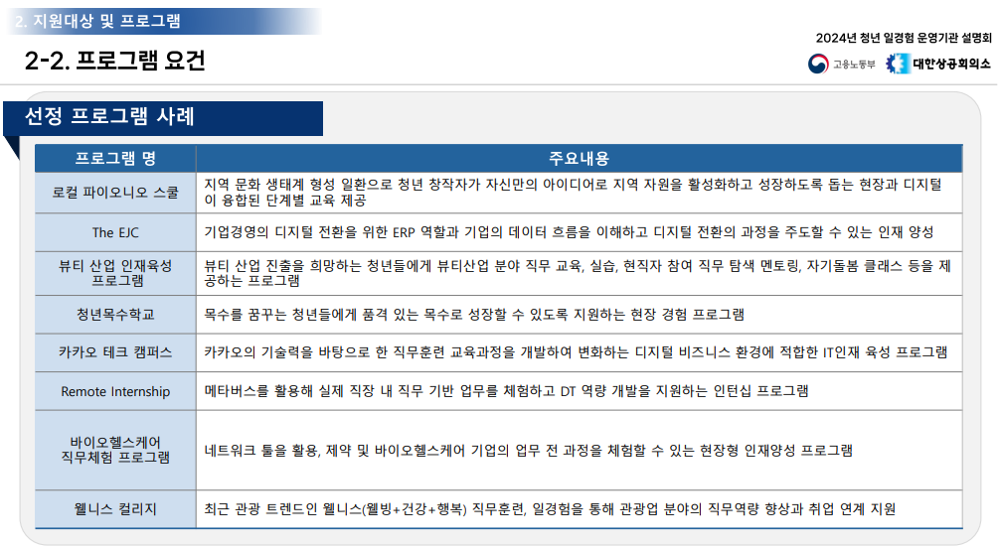 2. 지원대상 및 프로그램
2-2. 프로그램 요건
2024년 청년 일경험 운영기관 설명회
고용노동부 대한상공회의소
선정 프로그램 사례
프로그램 명 주요내용
로컬 파이오니오 스쿨
지역 문화 생태계 형성 일환으로 청년 창작자가 자신만의 아이디어로 지역 자원을 활성화하고 성장하도록 돕는 현장과 디지털
이 융합된 단계별 교육 제공
The EJC
기업경영의 디지털 전환을 위한 ERP 역할과 기업의 데이터 흐름을 이해하고 디지털 전환의 과정을 주도할 수 있는 인재 양성
뷰티 산업 인재육성
프로그램
뷰티 산업 진출을 희망하는 청년들에게 뷰티산업 분야 직무 교육, 실습, 현직자 참여 직무 탐색 멘토링, 자기돌봄 클래스 등을 제
공하는 프로그램
청년목수학교
목수를 꿈꾸는 청년들에게 품격 있는 목수로 성장할 수 있도록 지원하는 현장 경험 프로그램
카카오 테크 캠퍼스
카카오의 기술력을 바탕으로 한 직무훈련 교육과정을 개발하여 변화하는 디지털 비즈니스 환경에 적합한 IT인재 육성 프로그램
Remote Internship
메타버스를 활용해 실제 직장 내 직무 기반 업무를 체험하고 DT 역량 개발을 지원하는 인턴십 프로그램
바이오헬스케어
직무체험 프로그램
네트워크 툴을 활용, 제약 및 바이오헬스케어 기업의 업무 전 과정을 체험할 수 있는 현장형 인재양성 프로그램
웰니스 컬리지
최근 관광 트렌드인 웰니스(웰빙+건강+행복) 직무훈련, 일경험을 통해 관광업 분야의 직무역량 향상과 취업 연계 지원